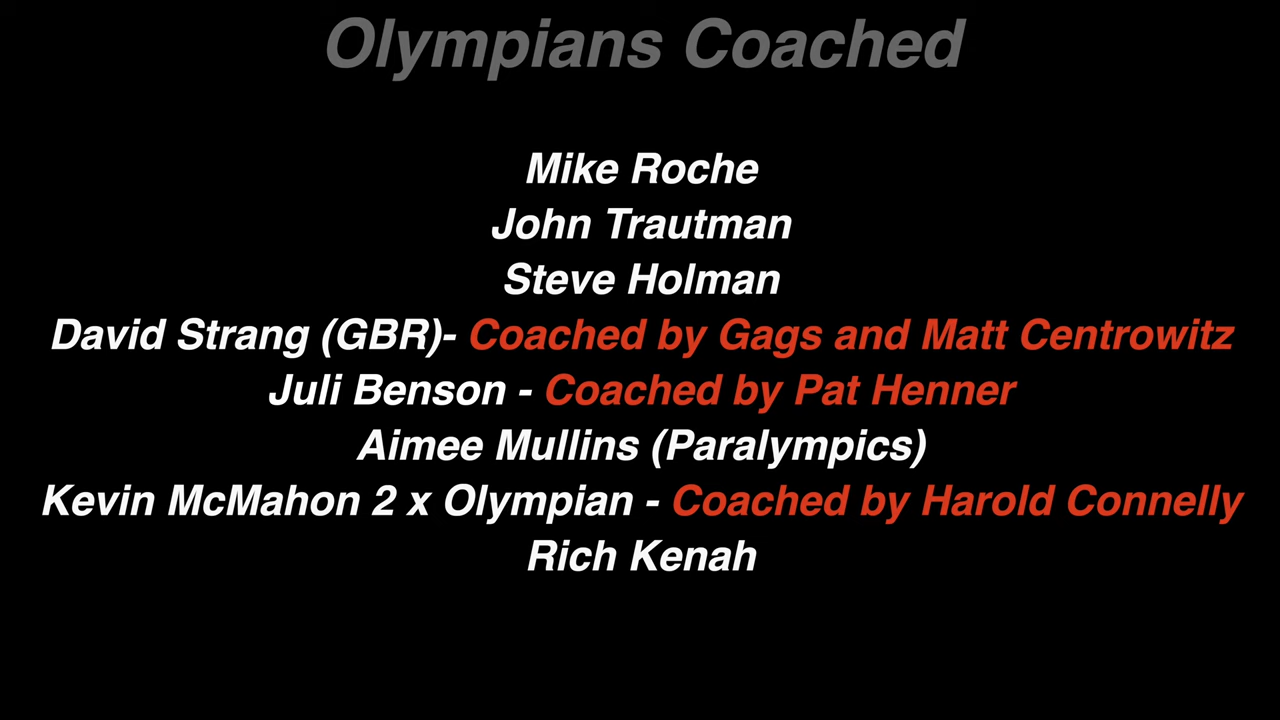 Olympians Coached
Mike Roche
John Trautman
Steve Holman
David Strang (GBR)- Coached by Gags and Matt Centrowitz
Juli Benson - Coached by Pat Henner
Aimee Mullins (Paralympics)
Kevin McMahon 2 x Olympian - Coached by Harold Connelly
Rich Kenah